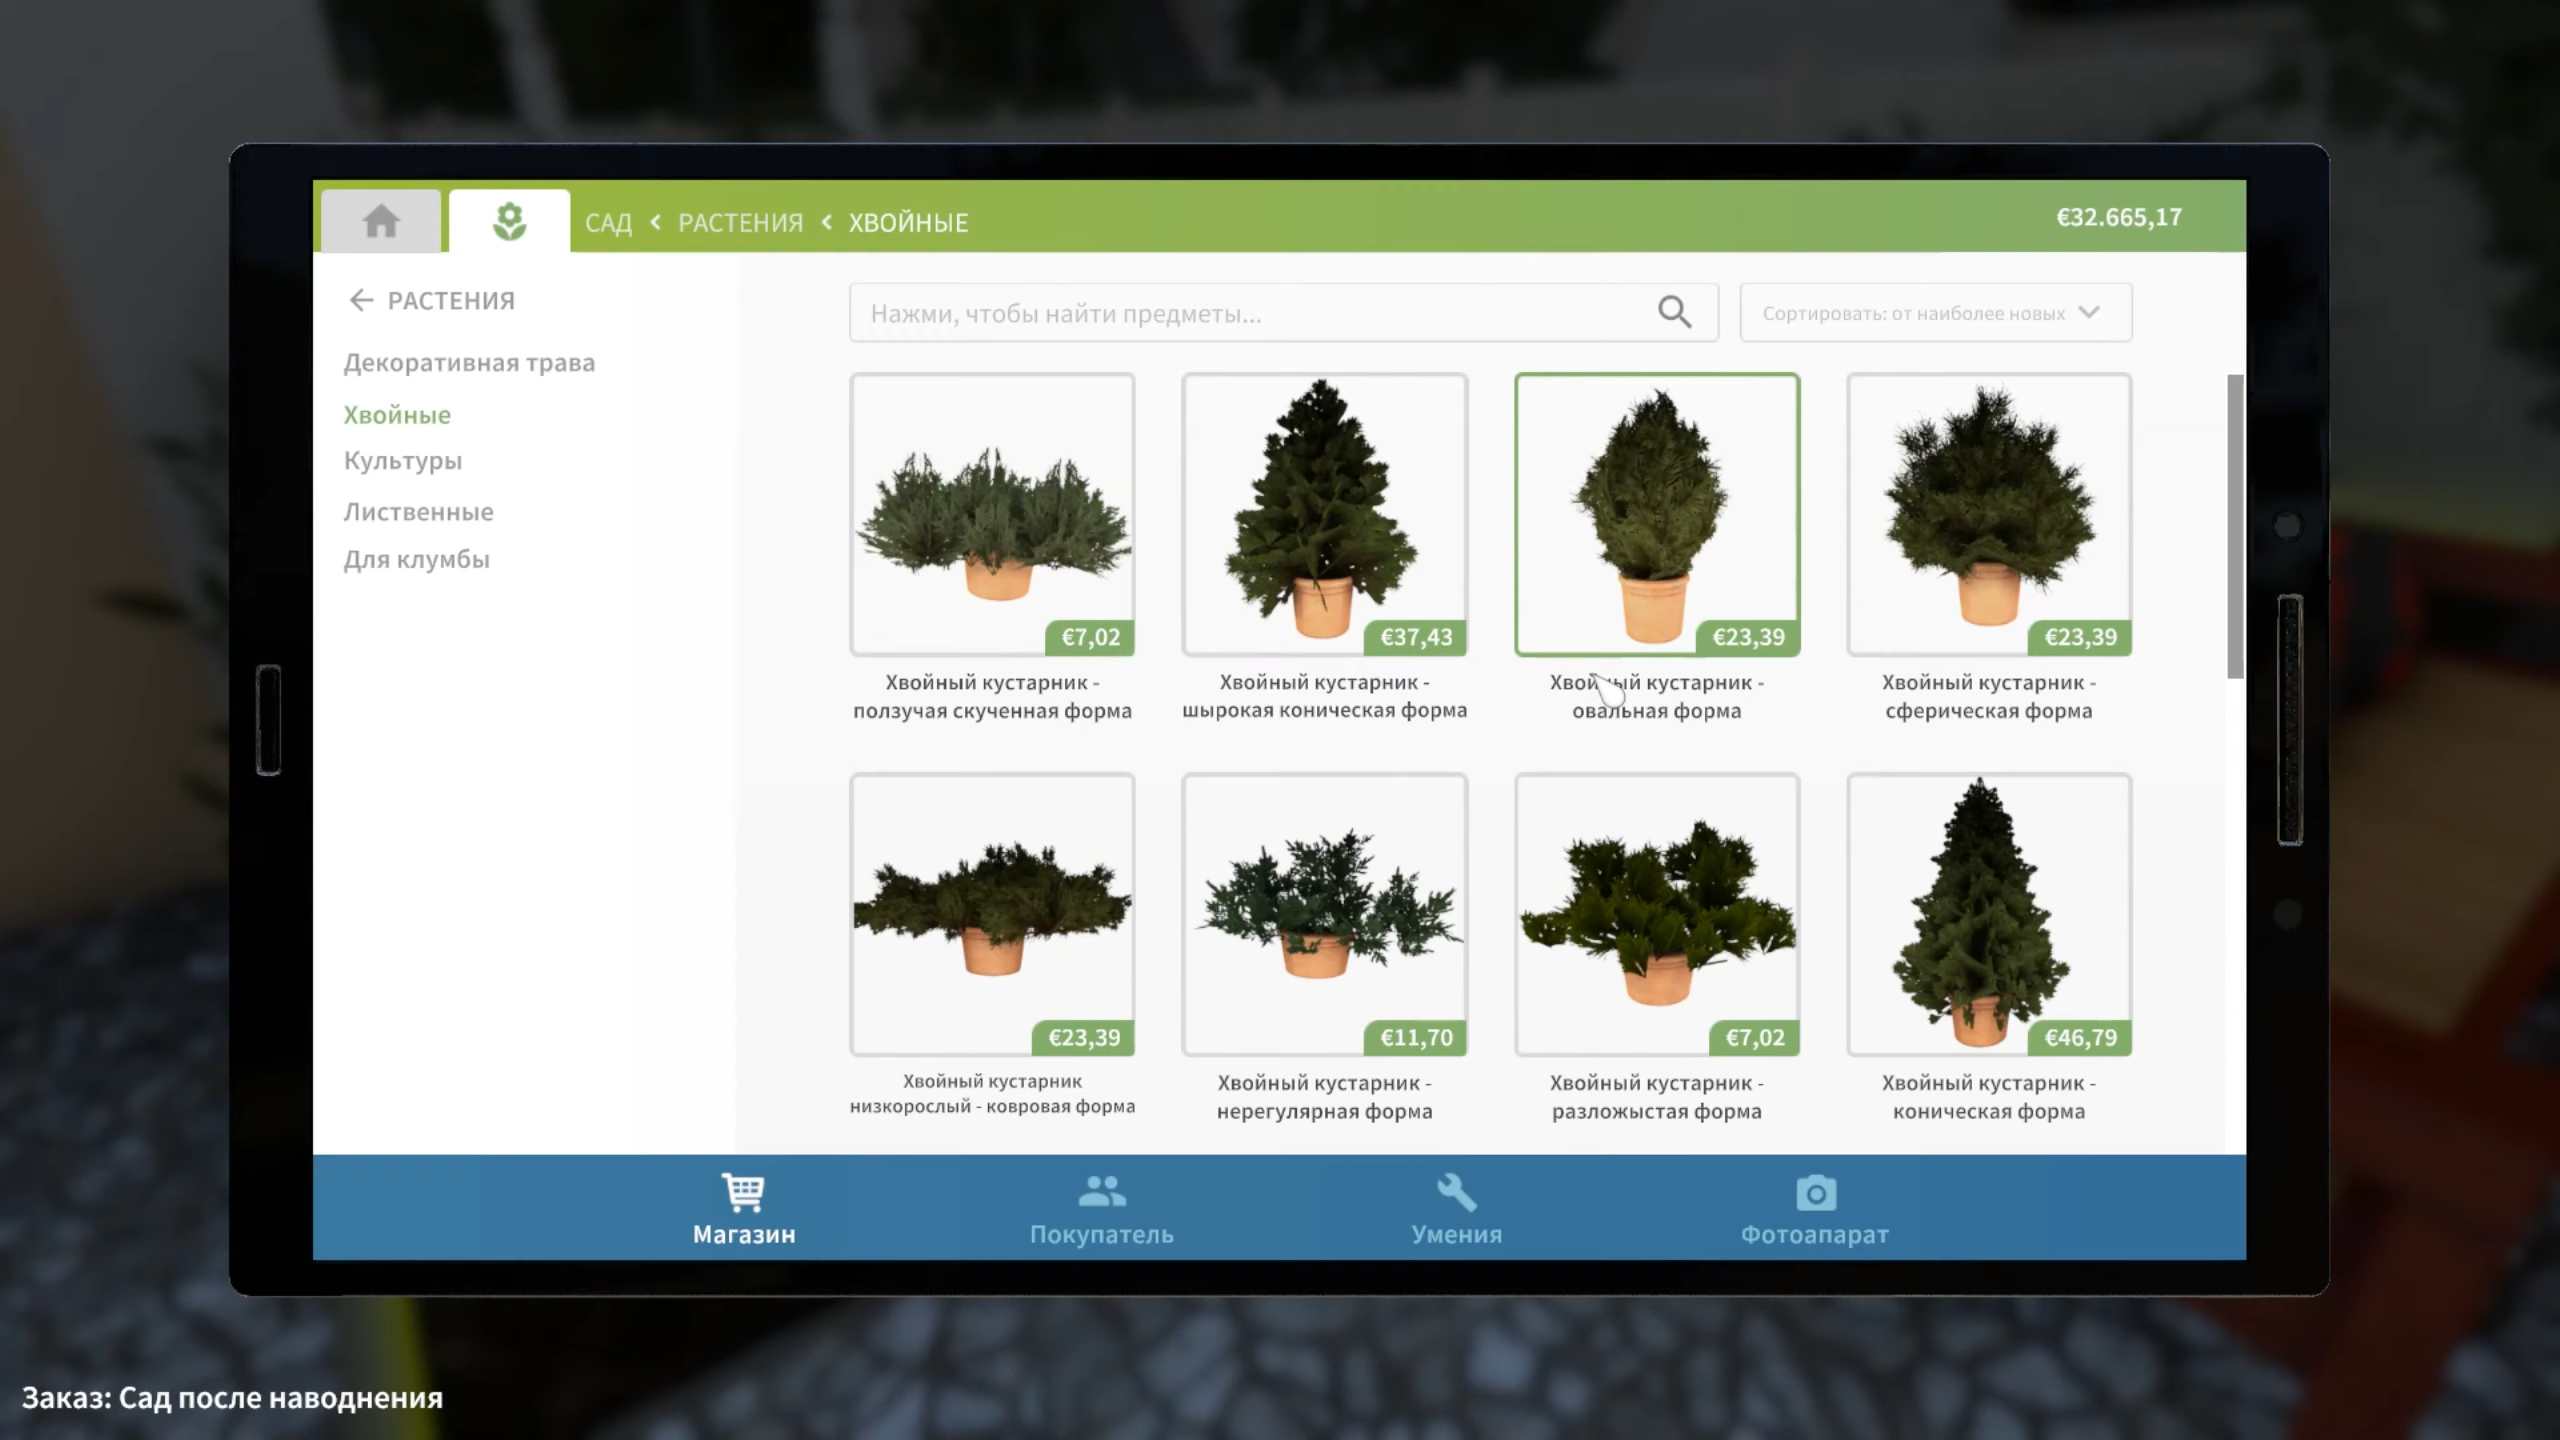 САД < РАСТЕНИЯ < ХВОЙНЫЕ
€32.665,17
РАСТЕНИЯ
Декоративная трава
Хвойные
Культуры
Лиственные
Для клумбы
Нажми, чтобы найти предметы...
Сортировать: от наиболее новых
€7,02
€37,43
€23,39
€23,39
Хвойный кустарник -
ползучая скученная форма
Хвойный кустарник -
шырокая коническая форма
Хвойный кустарник -
овальная форма
Хвойный кустарник -
сферическая форма
€23,39
€11,70
€7,02
€46,79
Хвойный кустарник
низкорослый - ковровая форма
Хвойный кустарник -
нерегулярная форма
Хвойный кустарник -
разложыстая форма
Хвойный кустарник -
коническая форма
Магазин
Покупатель
Умения
Фотоапарат
Заказ: Сад после наводнения